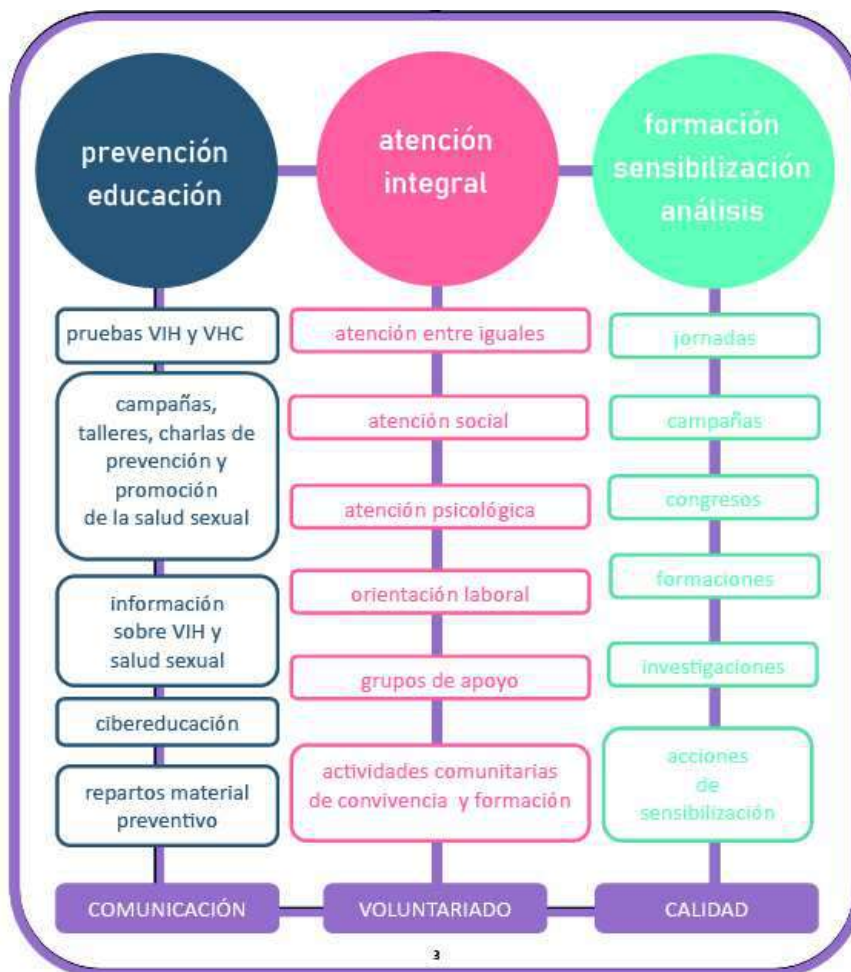 prevención
educación
atención
integral
formación
sensibilización
análisis
pruebas VIH y VHC
campañas,
talleres, charlas de
prevención y
promoción
de la salud sexual
información
sobre VIH y
salud sexual
cibereducación
repartos material
preventivo
atención entre iguales
atención social
atención psicológica
orientación laboral
grupos de apoyo
actividades comunitarias
de convivencia y formación
jornadas
campañas
congresos
formaciones
investigaciones
acciones
de
sensibilización
COMUNICACIÓN
VOLUNTARIADO
CALIDAD
3